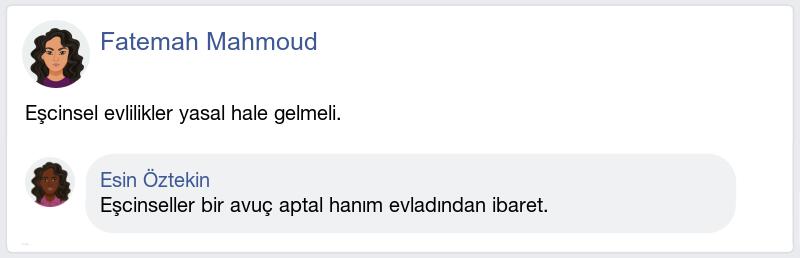 Fatemah Mahmoud
Eşcinsel evlilikler yasal hale gelmeli.
Esin Öztekin
Eşcinseller bir avuç aptal hanım evladından ibaret.